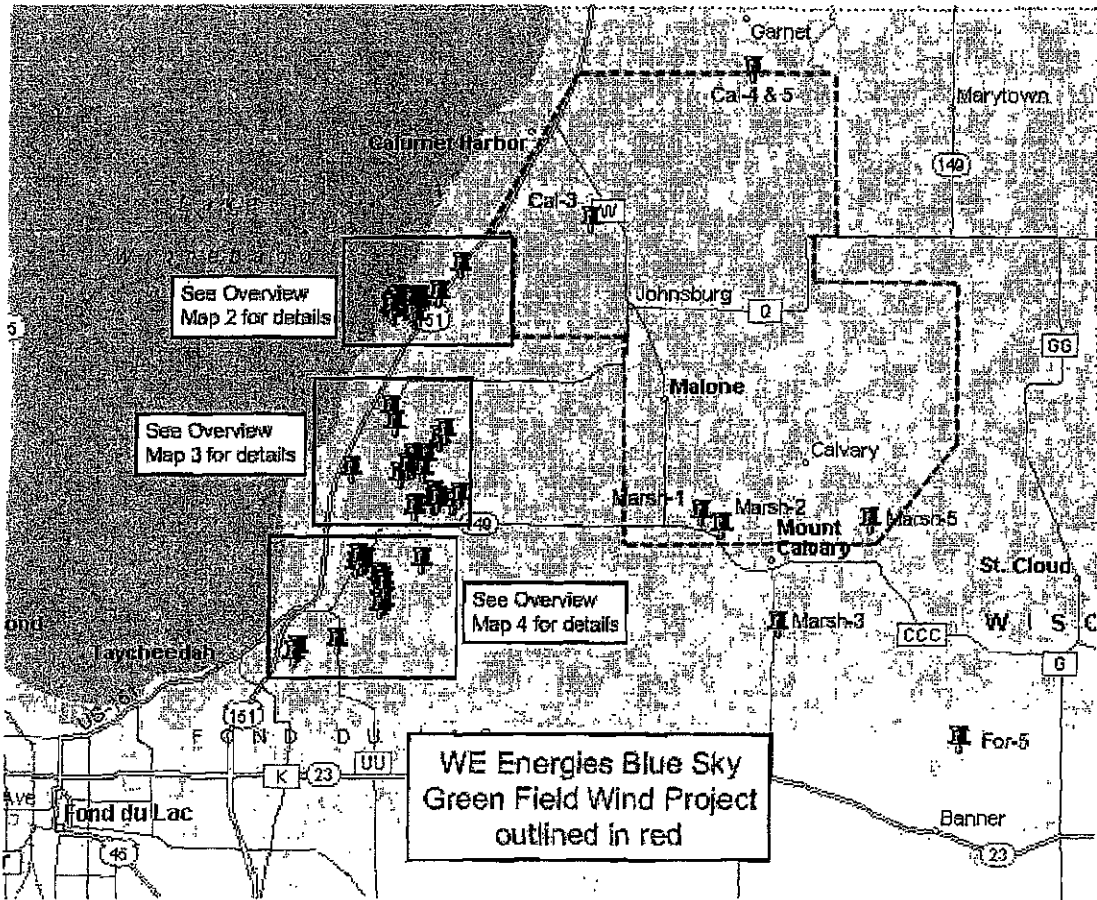 Garnet
Cal-4 & 5
Marytown
Calumet Harbor
149
Cal-3
W
See Overview
Map 2 for details
151
Johnsburg
Q
GG
Malone
See Overview
Map 3 for details
Calvary
Marsh-1
Marsh-2
Marsh-5
49
Mount
Calvary
St. Cloud
See Overview
Map 4 for details
Marsh-3
CCC
W I S C
G
ond
Taycheedah
151
F O N D D U
UU
For-5
K
23
WE Energies Blue Sky
Green Field Wind Project
outlined in red
Ave
Fond du Lac
45
Banner
23